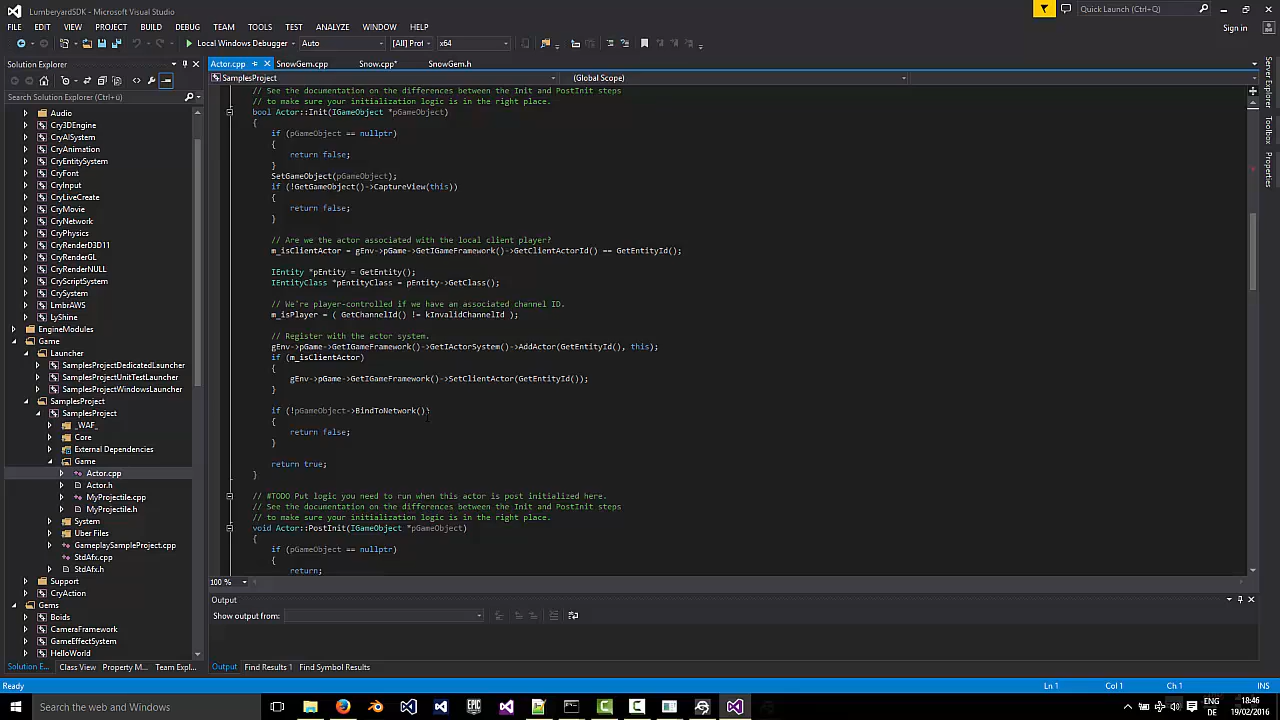 LumberyardSDK - Microsoft Visual Studio
Quick Launch (Ctrl+Q)
FILE EDIT VIEW PROJECT BUILD DEBUG TEAM TOOLS TEST ANALYZE WINDOW HELP
Sign in
Local Windows Debugger Auto [All] Prof x64
Solution Explorer
Search Solution Explorer (Ctrl+ü)
Audio
Cry3DEngine
CryAISystem
CryAnimation
CryEntitySystem
CryFont
CryInput
CryLiveCreate
CryMovie
CryNetwork
CryPhysics
CryRenderD3D11
CryRenderGL
CryRenderNULL
CryScriptSystem
CrySystem
LmbrAWS
LyShine
EngineModules
Game
Launcher
SamplesProjectDedicatedLauncher
SamplesProjectUnitTestLauncher
SamplesProjectWindowsLauncher
SamplesProject
SamplesProject
_WAF_
Core
External Dependencies
Game
Actor.cpp
Actor.h
MyProjectile.cpp
MyProjectile.h
System
Uber Files
GameplaySampleProject.cpp
StdAfx.cpp
StdAfx.h
Support
CryAction
Gems
Boids
CameraFramework
GameEffectSystem
HelloWorld
Solution E... Class View Property M... Team Expl...
Actor.cpp SnowGem.cpp Snow.cpp* SnowGem.h
SamplesProject (Global Scope)
// See the documentation on the differences between the Init and PostInit steps
// to make sure your initialization logic is in the right place.
bool Actor::Init(IGameObject *pGameObject)
{
if (pGameObject == nullptr)
{
return false;
}
SetGameObject(pGameObject);
if (!GetGameObject()->CaptureView(this))
{
return false;
}
// Are we the actor associated with the local client player?
m_isClientActor = gEnv->pGame->GetIGameFramework()->GetClientActorId() == GetEntityId();
IEntity *pEntity = GetEntity();
IEntityClass *pEntityClass = pEntity->GetClass();
// We're player-controlled if we have an associated channel ID.
m_isPlayer = ( GetChannelId() != kInvalidChannelId );
// Register with the actor system.
gEnv->pGame->GetIGameFramework()->GetIActorSystem()->AddActor(GetEntityId(), this);
if (m_isClientActor)
{
gEnv->pGame->GetIGameFramework()->SetClientActor(GetEntityId());
}
if (!pGameObject->BindToNetwork())
{
return false;
}
return true;
}
// #TODO Put logic you need to run when this actor is post initialized here.
// See the documentation on the differences between the Init and PostInit steps
// to make sure your initialization logic is in the right place.
void Actor::PostInit(IGameObject *pGameObject)
{
if (pGameObject == nullptr)
{
return;
100 %
Output
Show output from:
Output Find Results 1 Find Symbol Results
Server Explorer
Toolbox
Properties
Ready Ln 1 Col 1 Ch 1 INS
Search the web and Windows
ENG
DE
18:46
19/02/2016